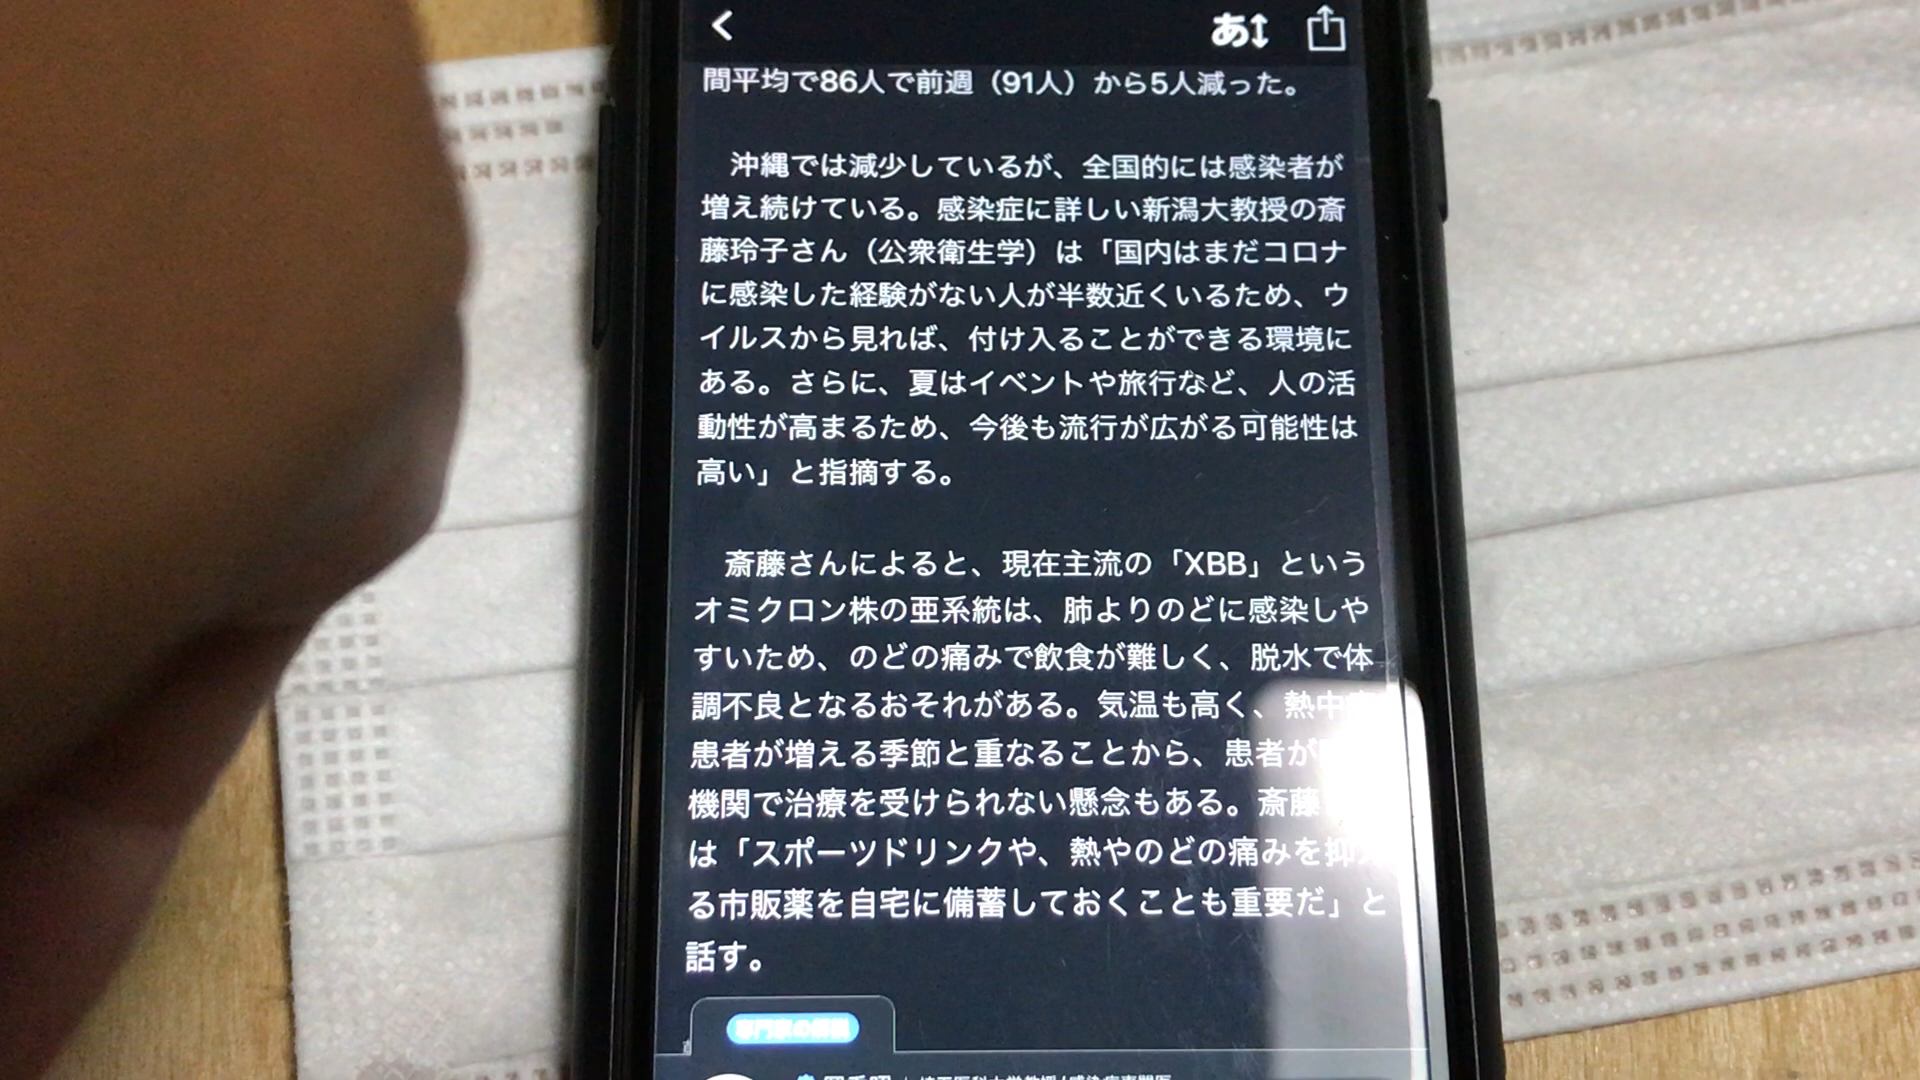 あ↕
間平均で86人で前週（91人）から5人減った。
沖縄では減少しているが、全国的には感染者が
増え続けている。感染症に詳しい新潟大教授の斎
藤玲子さん（公衆衛生学）は「国内はまだコロナ
に感染した経験がない人が半数近くいるため、ウ
イルスから見れば、付け入ることができる環境に
ある。さらに、夏はイベントや旅行など、人の活
動性が高まるため、今後も流行が広がる可能性は
高い」と指摘する。
斎藤さんによると、現在主流の「XBB」という
オミクロン株の亜系統は、肺よりのどに感染しや
すいため、のどの痛みで飲食が難しく、脱水で体
調不良となるおそれがある。気温も高く、熱中
患者が増える季節と重なることから、患者が
機関で治療を受けられない懸念もある。斎藤
は「スポーツドリンクや、熱やのどの痛みを抑え
る市販薬を自宅に備蓄しておくことも重要だ」と
話す。
専門家の解説